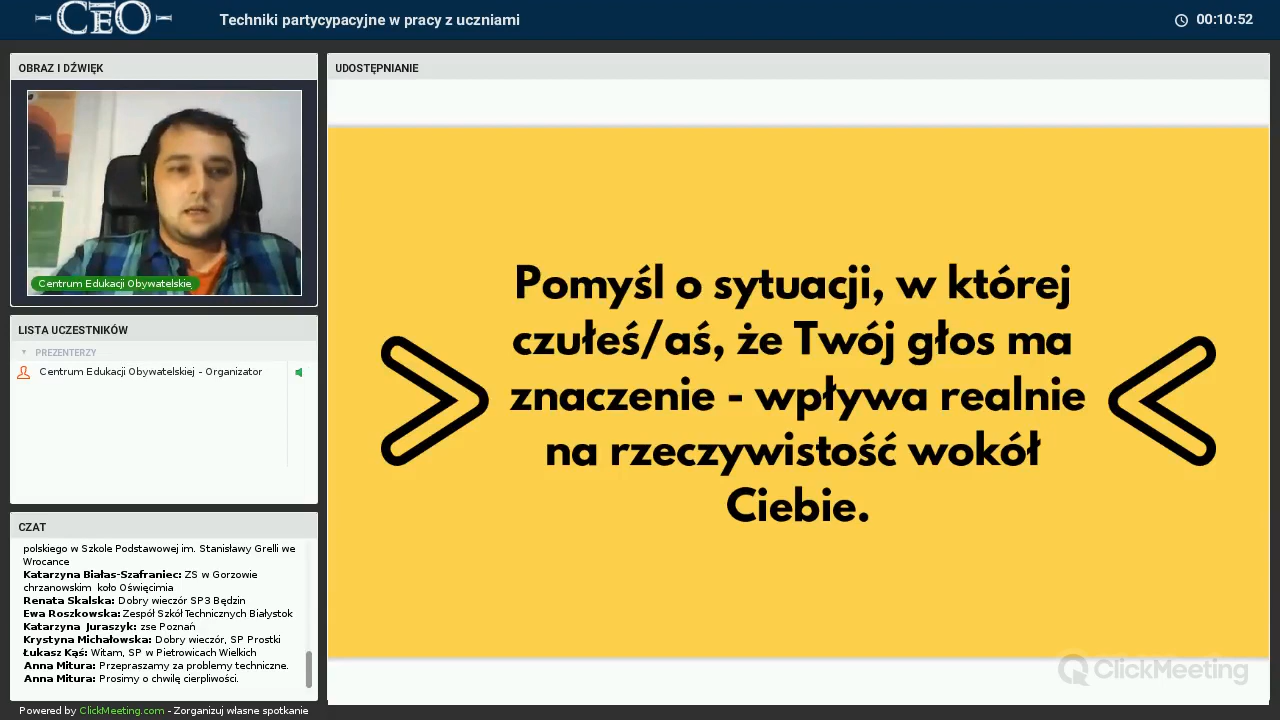 CEO
Techniki partycypacyjne w pracy z uczniami
00:10:52
OBRAZ I DŹWIĘK
Centrum Edukacji Obywatelskie
LISTA UCZESTNIKÓW
PREZENTERZY
Centrum Edukacji Obywatelskiej - Organizator
CZAT
polskiego w Szkole Podstawowej im. Stanisławy Grelli we
Wrocance
Katarzyna Białas-Szafraniec: ZS w Gorzowie
chrzanowskim koło Oświęcimia
Renata Skalska: Dobry wieczór SP3 Będzin
Ewa Roszkowska: Zespół Szkół Technicznych Białystok
Katarzyna Juraszyk: zse Poznań
Krystyna Michałowska: Dobry wieczór, SP Prostki
Łukasz Kąś: Witam, SP w Pietrowicach Wielkich
Anna Mitura: Przepraszamy za problemy techniczne.
Anna Mitura: Prosimy o chwilę cierpliwości.
Powered by ClickMeeting.com - Zorganizuj własne spotkanie
UDOSTĘPNIANIE
Pomyśl o sytuacji, w której
czułeś/aś, że Twój głos ma
znaczenie - wpływa realnie
na rzeczywistość wokół
Ciebie.
ClickMeeting